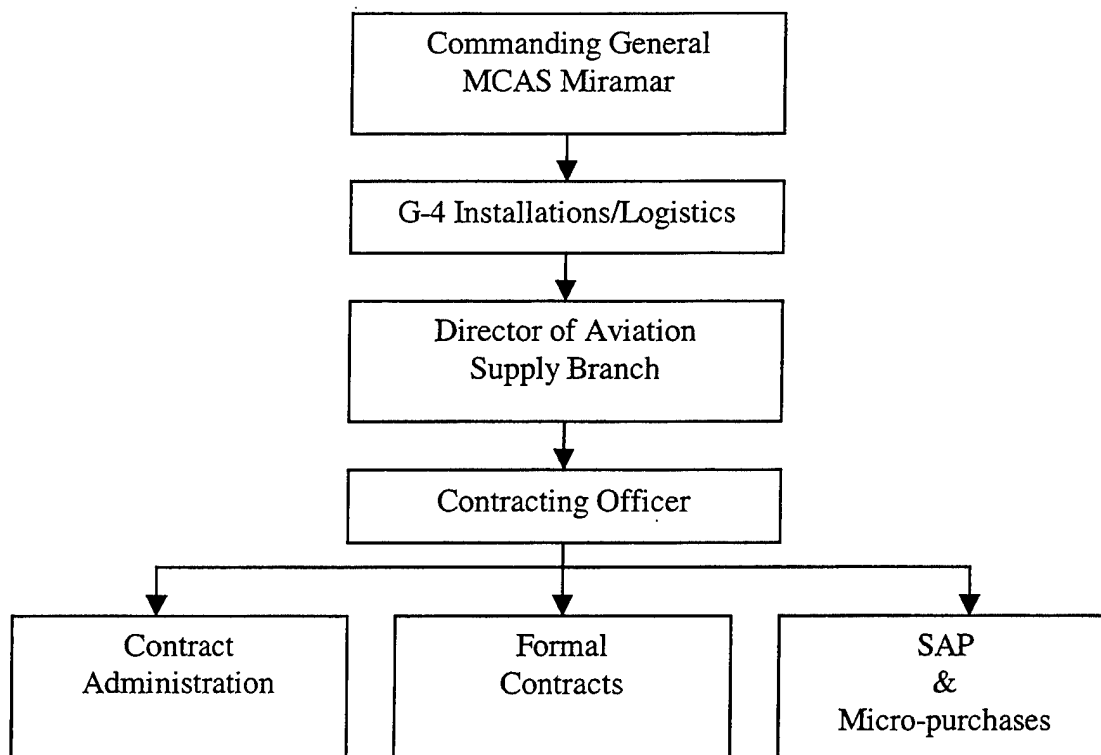 Commanding General
MCAS Miramar
G-4 Installations/Logistics
Director of Aviation
Supply Branch
Contracting Officer
Contract
Administration
Formal
Contracts
SAP
&
Micro-purchases